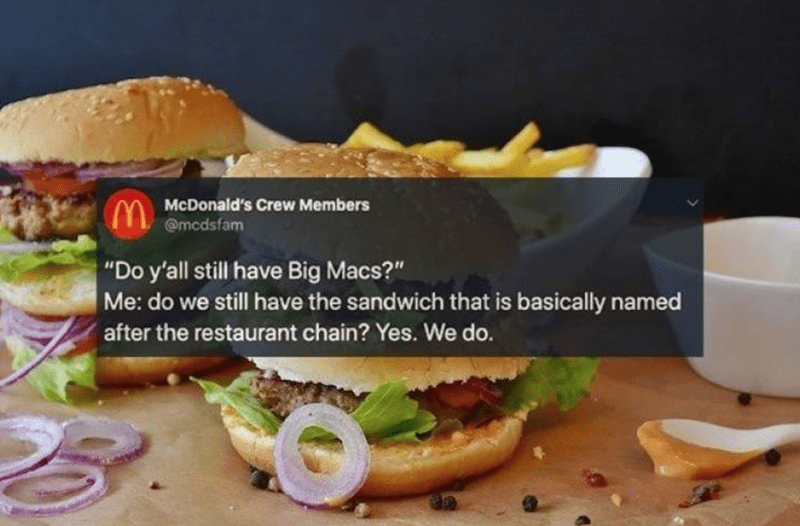 McDonald's Crew Members
@mcdsfam
"Do y'all still have Big Macs?"
Me: do we still have the sandwich that is basically named
after the restaurant chain? Yes. We do.